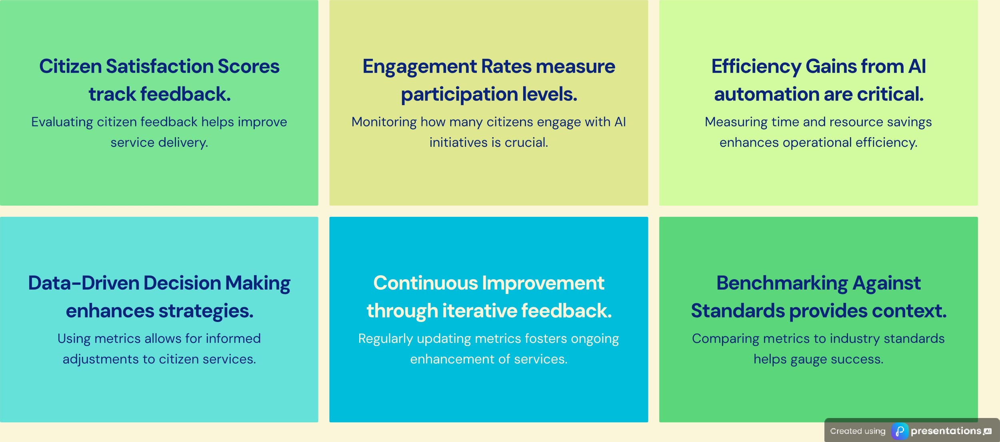 Citizen Satisfaction Scores
track feedback.
Evaluating citizen feedback helps improve
service delivery.
Engagement Rates measure
participation levels.
Monitoring how many citizens engage with AI
initiatives is crucial.
Efficiency Gains from AI
automation are critical.
Measuring time and resource savings
enhances operational efficiency.
Data-Driven Decision Making
enhances strategies.
Using metrics allows for informed
adjustments to citizen services.
Continuous Improvement
through iterative feedback.
Regularly updating metrics fosters ongoing
enhancement of services.
Benchmarking Against
Standards provides context.
Comparing metrics to industry standards
helps gauge success.
Created using presentations.AI